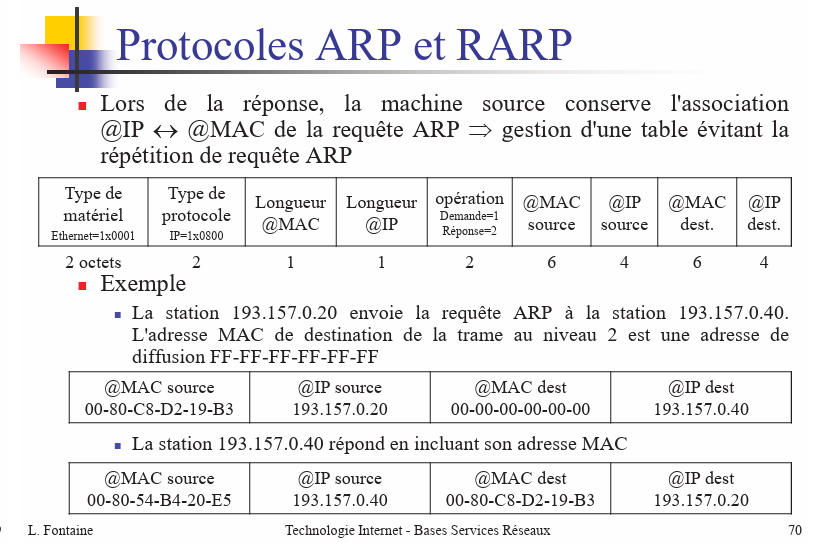 Protocoles ARP et RARP
Lors de la réponse, la machine source conserve l'association
@IP ↔ @MAC de la requête ARP ⇒ gestion d'une table évitant la
répétition de requête ARP
Type de matériel Ethernet=1x0001 | Type de protocole IP=1x0800 | Longueur @MAC | Longueur @IP | opération Demande=1 Réponse=2 | @MAC source | @IP source | @MAC dest. | @IP dest.
2 octets 2 1 1 2 6 4 6 4
Exemple
La station 193.157.0.20 envoie la requête ARP à la station 193.157.0.40.
L'adresse MAC de destination de la trame au niveau 2 est une adresse de
diffusion FF-FF-FF-FF-FF-FF
@MAC source @IP source @MAC dest @IP dest
00-80-C8-D2-19-B3 193.157.0.20 00-00-00-00-00-00 193.157.0.40
La station 193.157.0.40 répond en incluant son adresse MAC
@MAC source @IP source @MAC dest @IP dest
00-80-54-B4-20-E5 193.157.0.40 00-80-C8-D2-19-B3 193.157.0.20
L. Fontaine Technologie Internet - Bases Services Réseaux 70